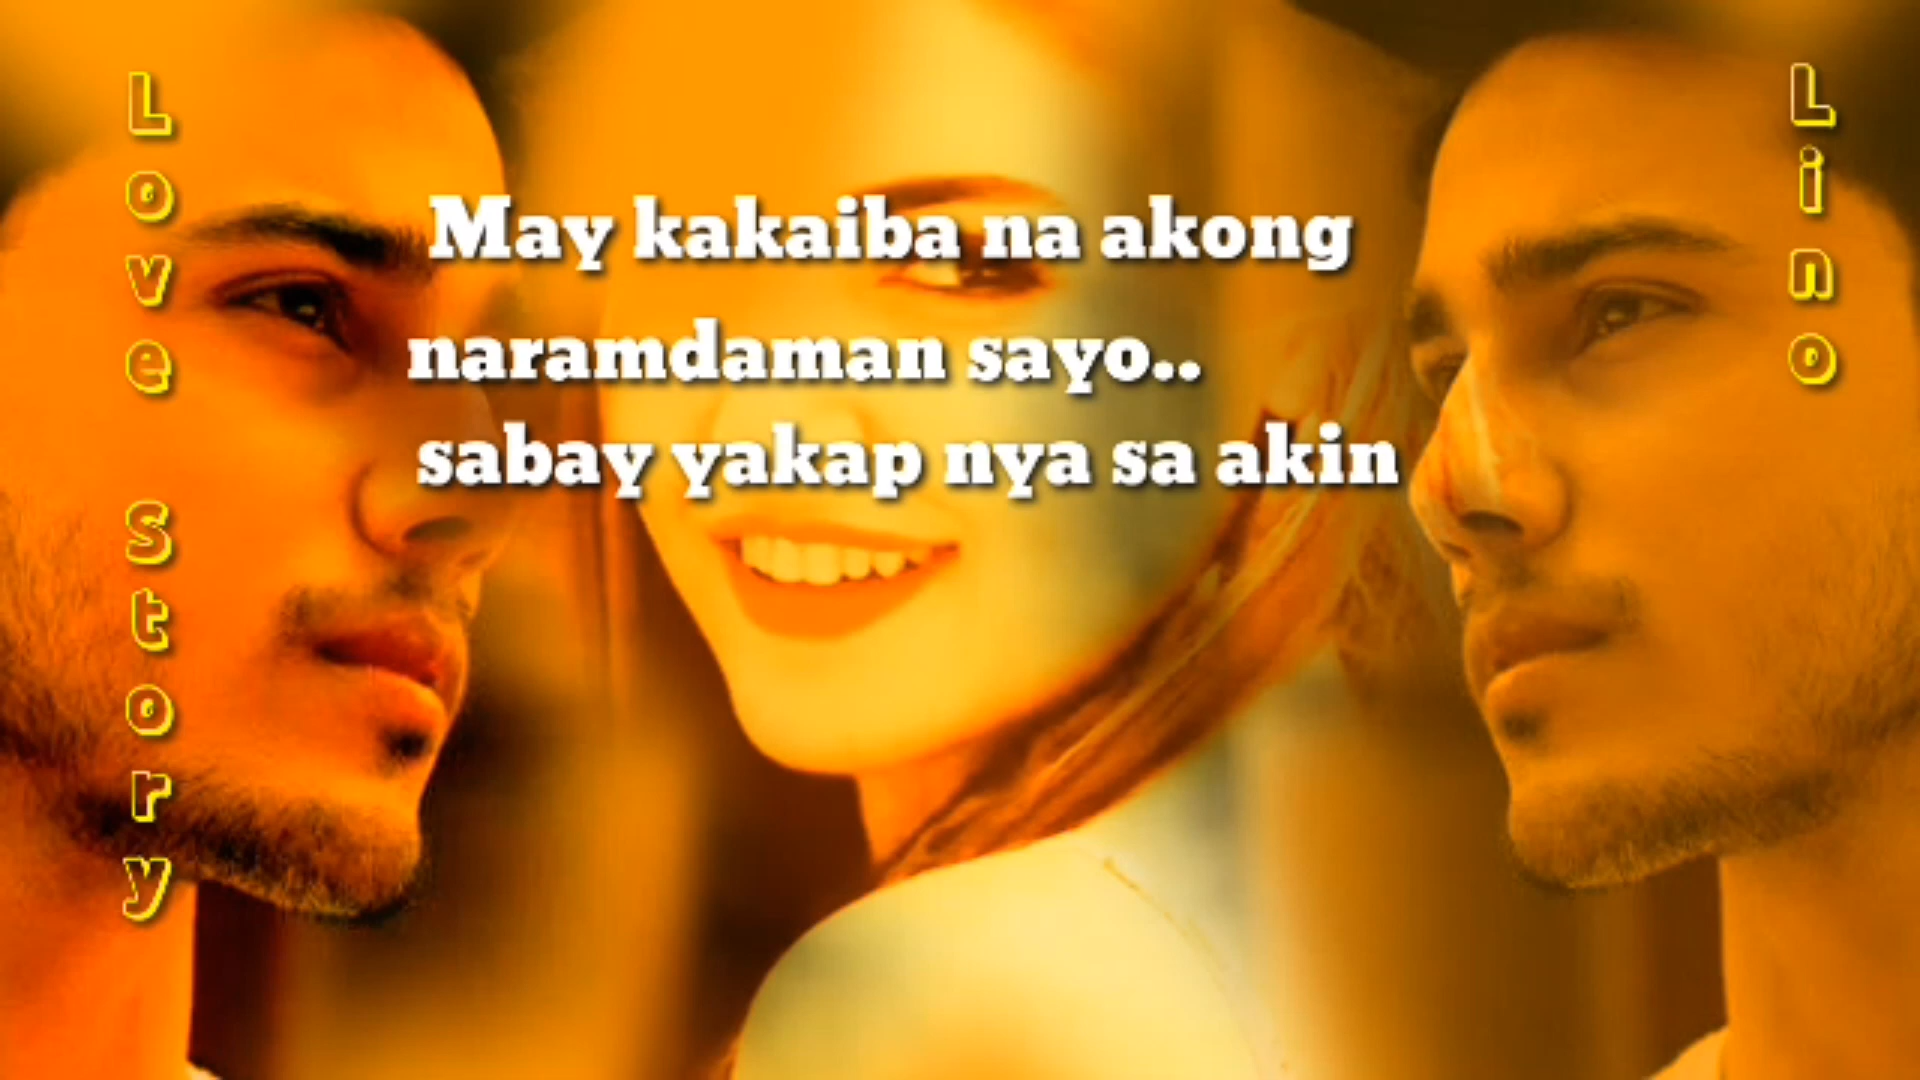 Love Story
Lino
May kakaiba na akong
naramdaman sayo..
sabay yakap nya sa akin